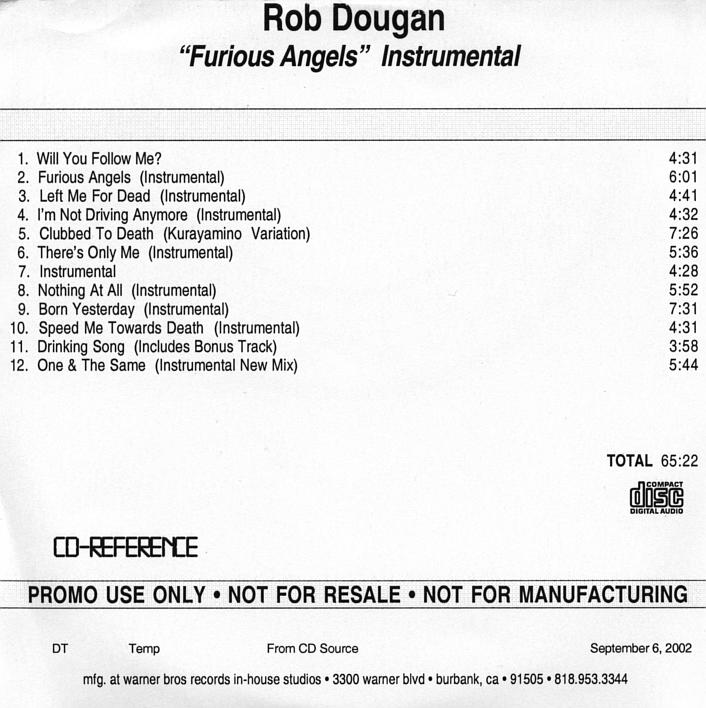 Rob Dougan
“Furious Angels” Instrumental
1. Will You Follow Me? 4:31
2. Furious Angels (Instrumental) 6:01
3. Left Me For Dead (Instrumental) 4:41
4. I'm Not Driving Anymore (Instrumental) 4:32
5. Clubbed To Death (Kurayamino Variation) 7:26
6. There's Only Me (Instrumental) 5:36
7. Instrumental 4:28
8. Nothing At All (Instrumental) 5:52
9. Born Yesterday (Instrumental) 7:31
10. Speed Me Towards Death (Instrumental) 4:31
11. Drinking Song (Includes Bonus Track) 3:58
12. One & The Same (Instrumental New Mix) 5:44
TOTAL 65:22
COMPACT
disc
DIGITAL AUDIO
CD-REFERENCE
PROMO USE ONLY • NOT FOR RESALE • NOT FOR MANUFACTURING
DT Temp From CD Source September 6, 2002
mfg. at warner bros records in-house studios • 3300 warner blvd • burbank, ca • 91505 • 818.953.3344